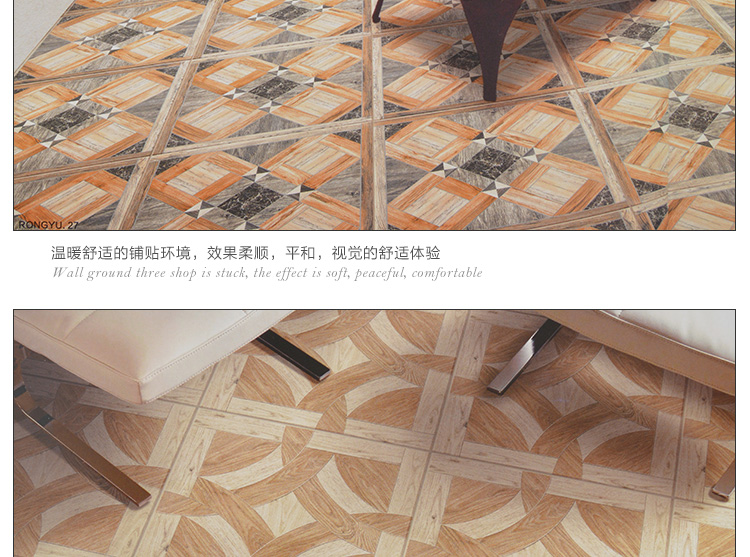 RONGYU. 27
温暖舒适的铺贴环境，效果柔顺，平和，视觉的舒适体验
Wall ground three shop is stuck, the effect is soft, peaceful, comfortable